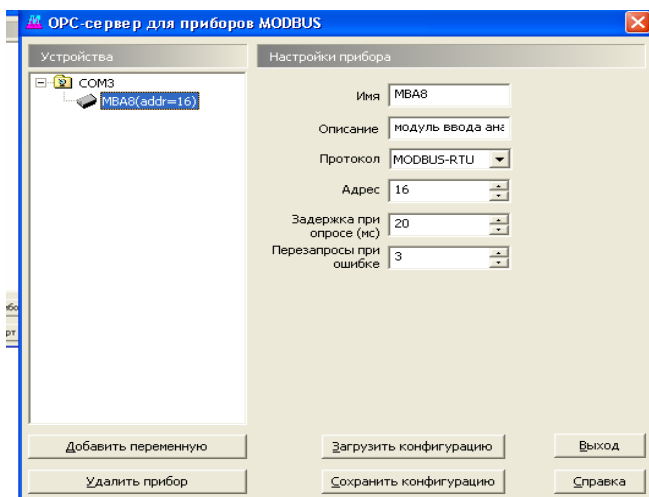 OPC-сервер для приборов MODBUS
Устройства
Настройки прибора
COM3
MBA8(addr=16)
Имя MBA8
Описание модуль ввода ана
Протокол MODBUS-RTU
Адрес 16
Задержка при
опросе (мс) 20
Перезапросы при
ошибке 3
Добавить переменную
Загрузить конфигурацию
Выход
Удалить прибор
Сохранить конфигурацию
Справка